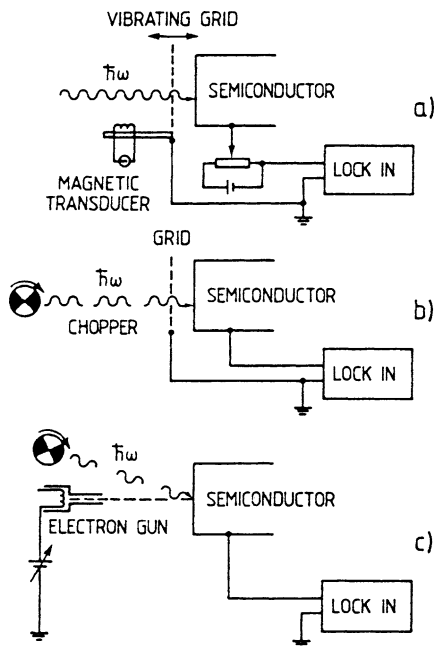 VIBRATING GRID
ħω
SEMICONDUCTOR
a)
LOCK IN
MAGNETIC
TRANSDUCER
GRID
ħω
SEMICONDUCTOR
CHOPPER
b)
LOCK IN
ħω
SEMICONDUCTOR
ELECTRON GUN
c)
LOCK IN